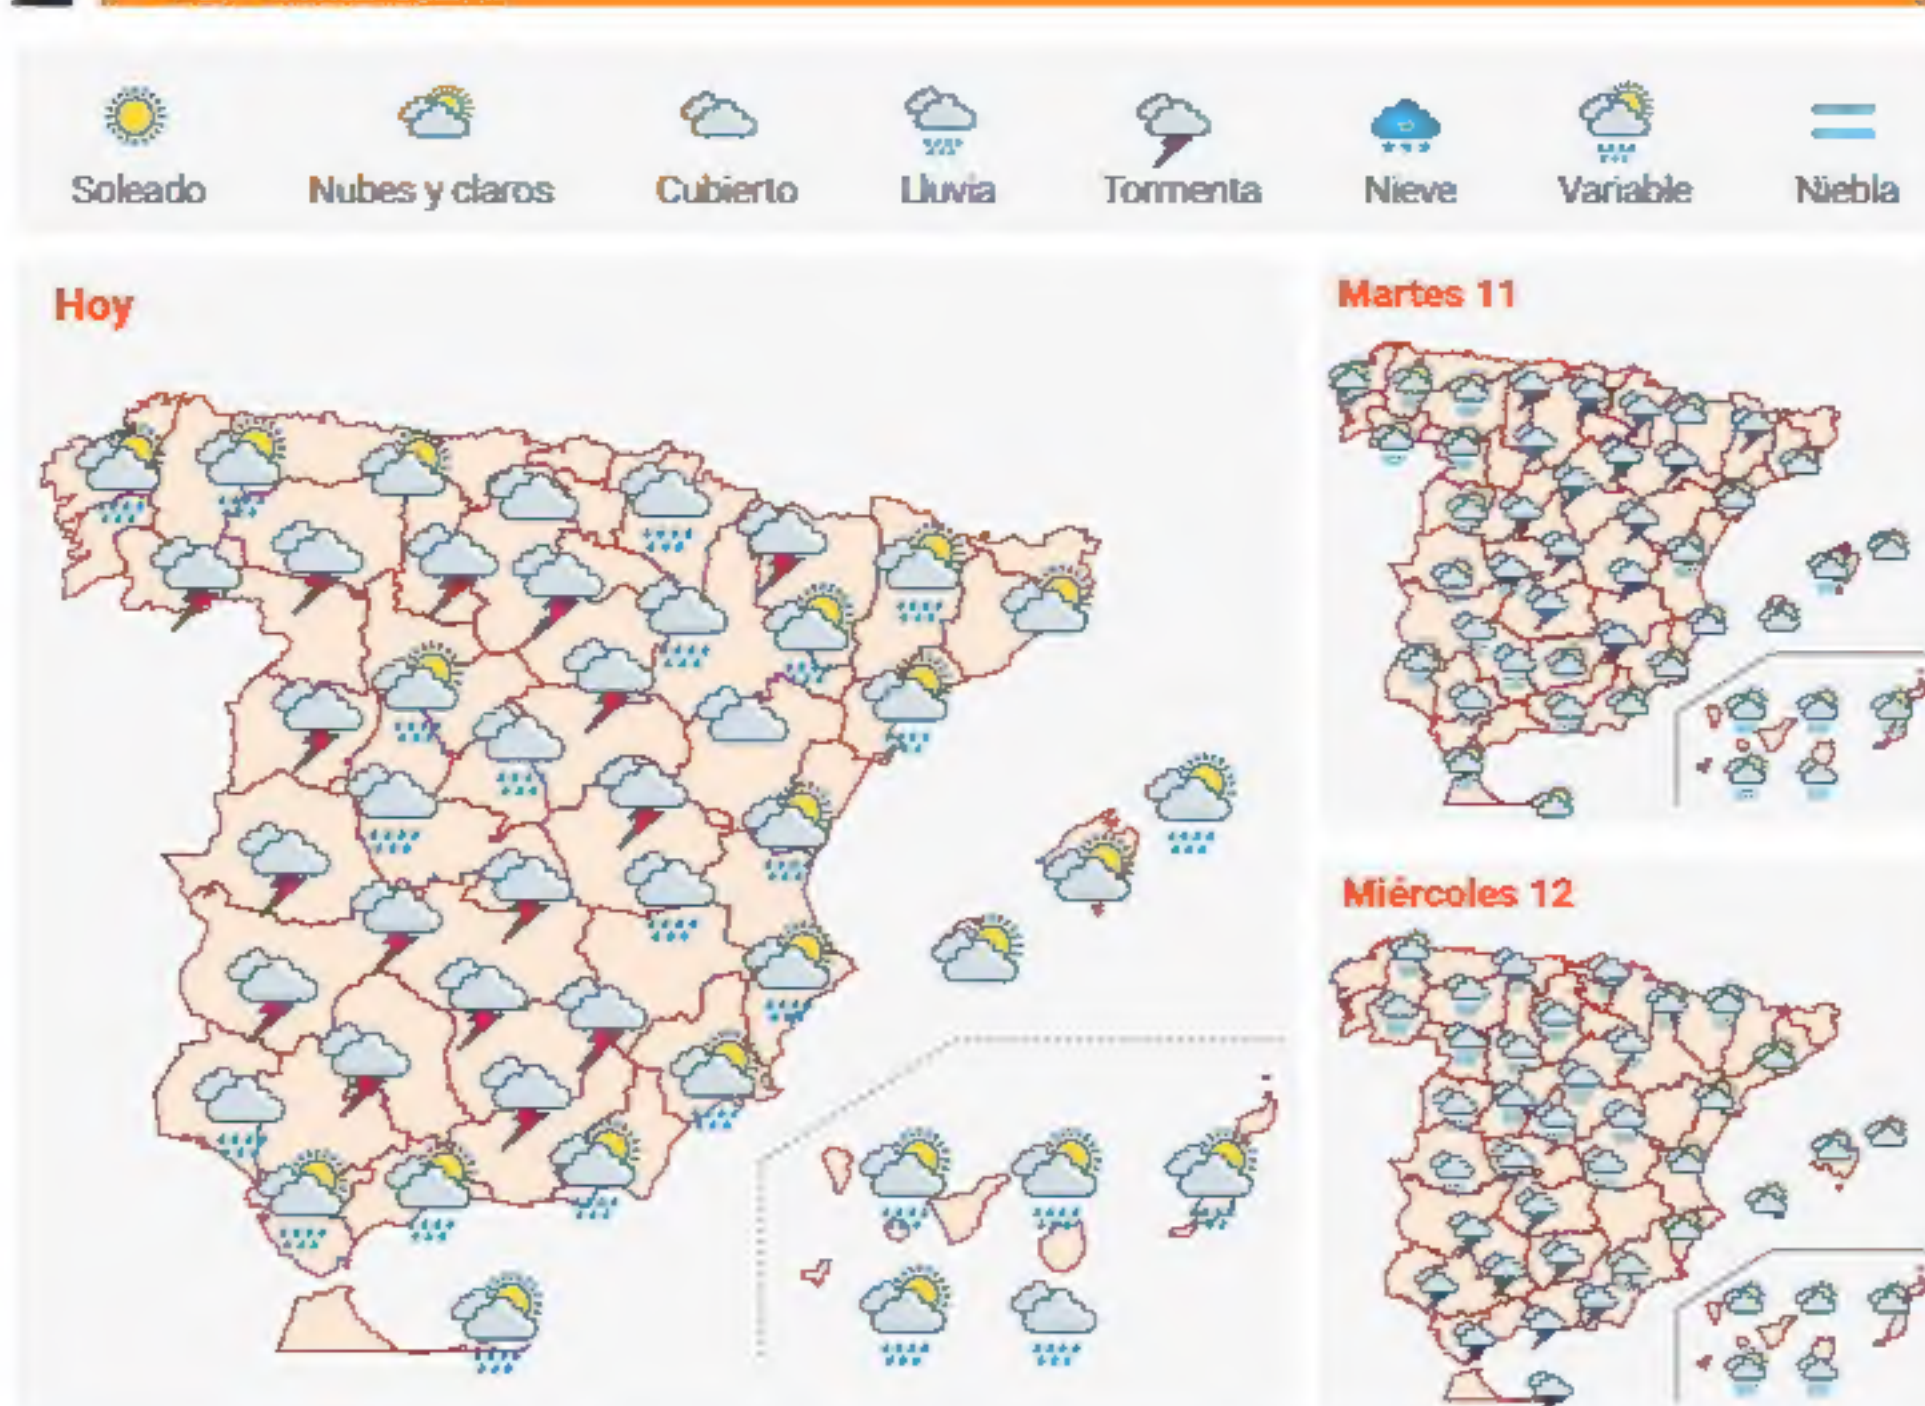 Soleado
Nubes y claros
Cubierto
Lluvia
Tormenta
Nieve
Variable
Niebla
Hoy
Martes 11
Miércoles 12